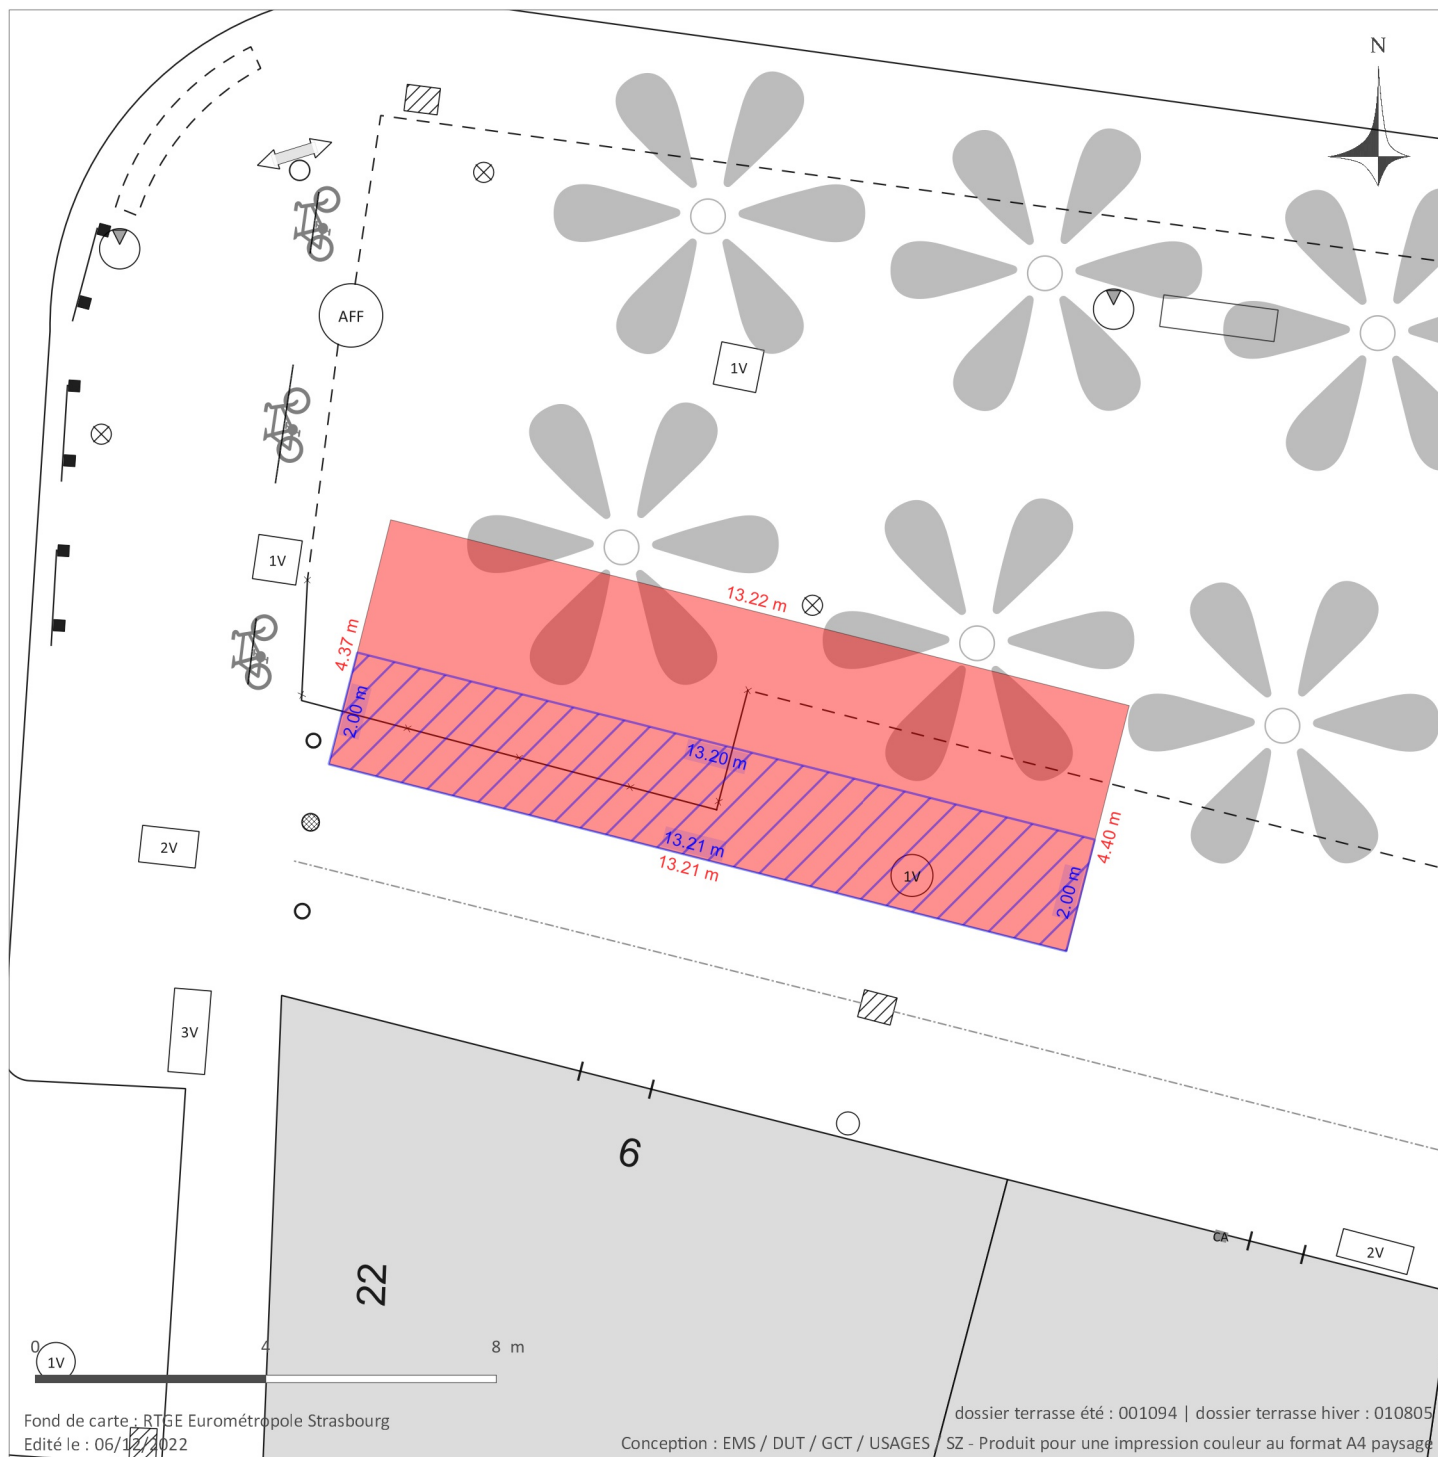 N
AFF
1V
1V
13.22 m
4.37 m
2.00 m
13.20 m
13.21 m
13.21 m
4.40 m
2.00 m
1V
2V
3V
6
CA
2V
22
0 4 8 m
1V
Fond de carte : RTGE Eurométropole Strasbourg
Edité le : 06/12/2022
dossier terrasse été : 001094 | dossier terrasse hiver : 010805
Conception : EMS / DUT / GCT / USAGES / SZ - Produit pour une impression couleur au format A4 paysage